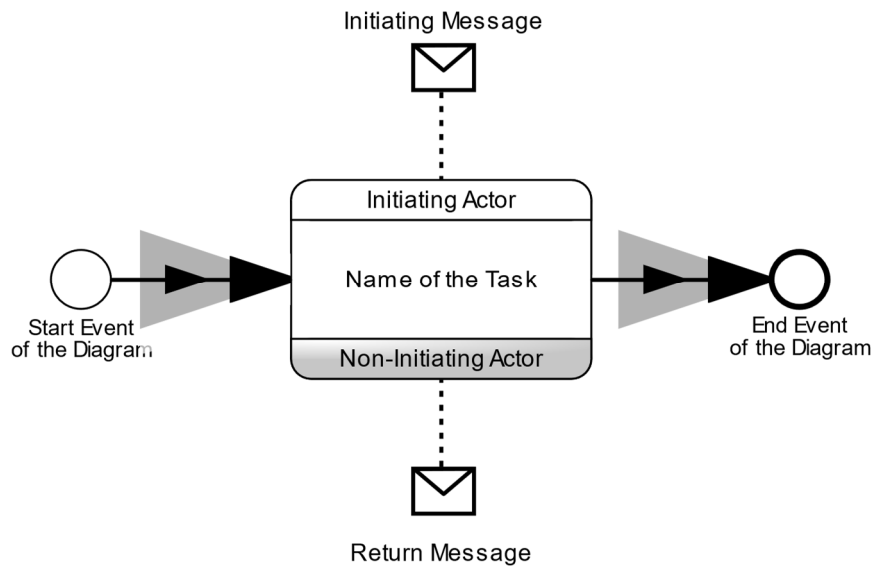 Initiating Message
Initiating Actor
Name of the Task
Start Event
of the Diagram
End Event
of the Diagram
Non-Initiating Actor
Return Message